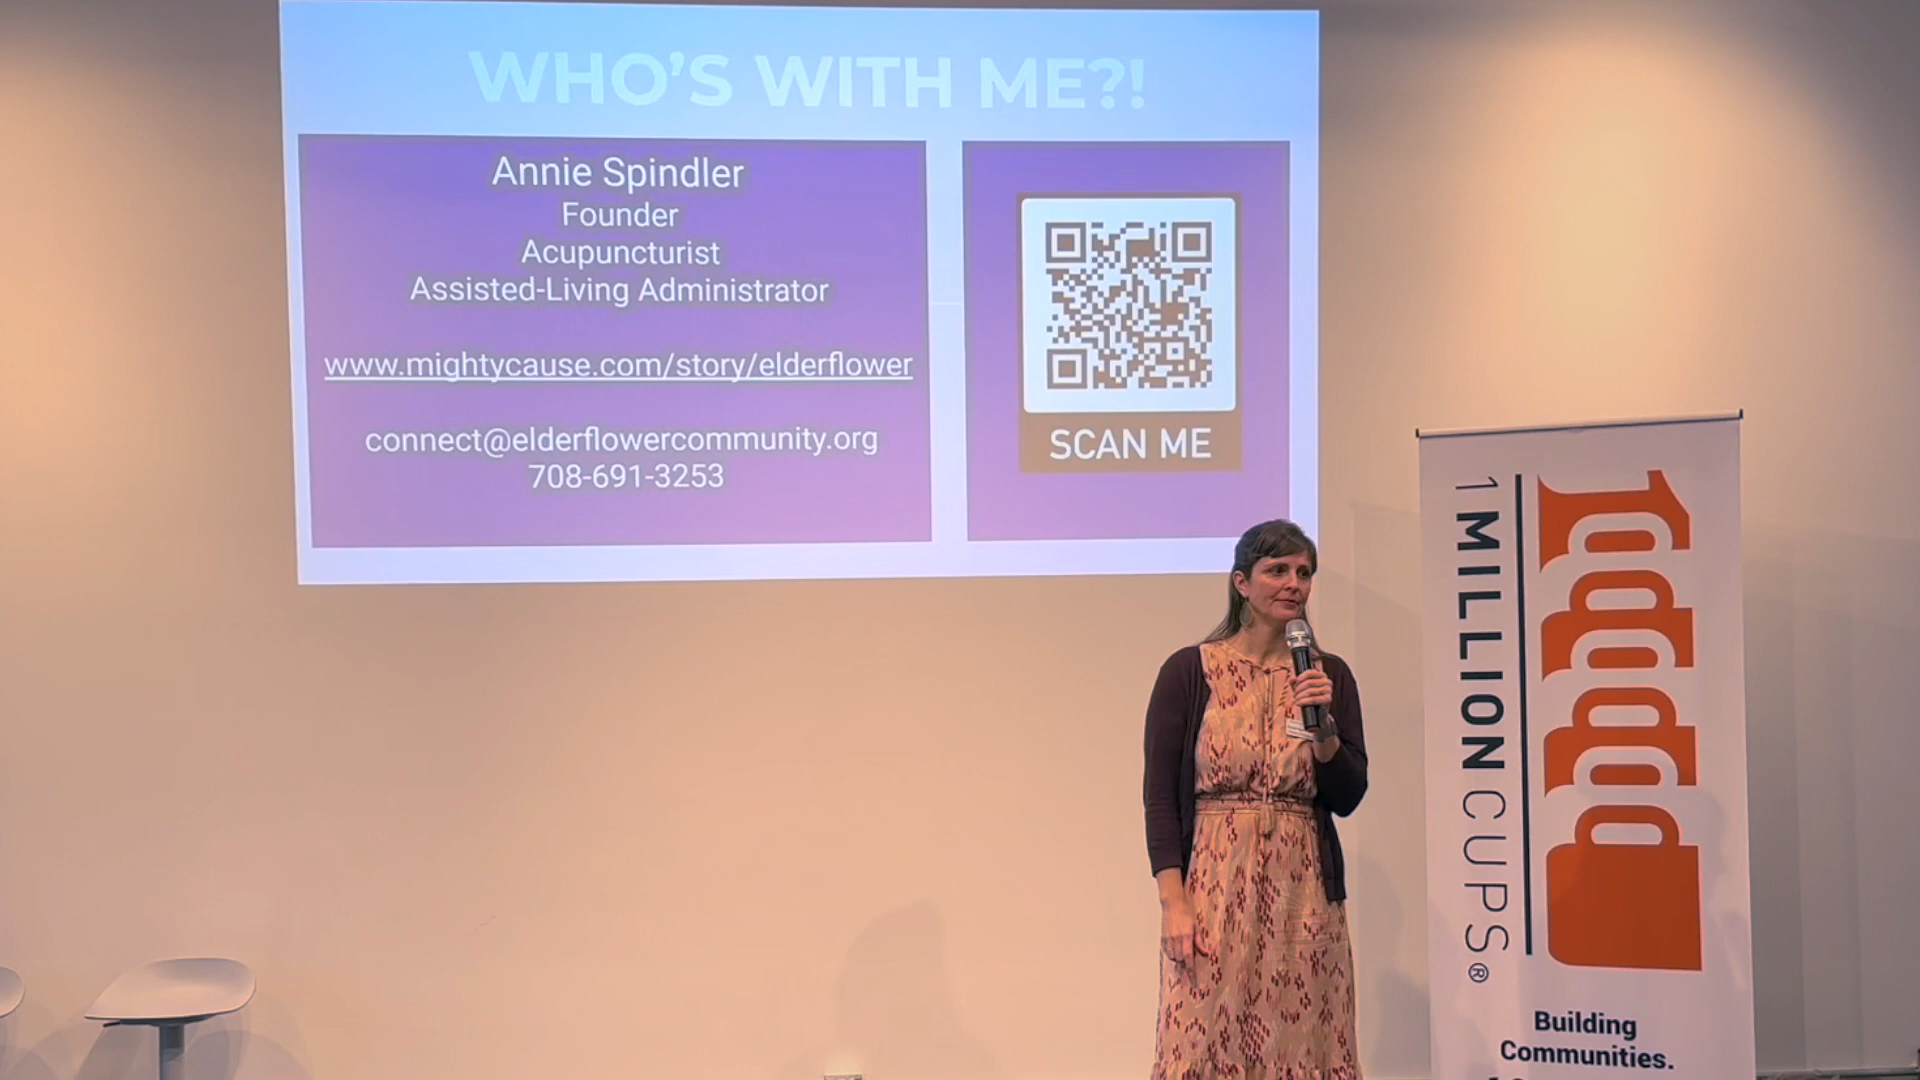 WHO'S WITH ME?!
Annie Spindler
Founder
Acupuncturist
Assisted-Living Administrator
www.mightycause.com/story/elderflower
connect@elderflowercommunity.org
708-691-3253
SCAN ME
1 MILLION CUPS®
Building
Communities.